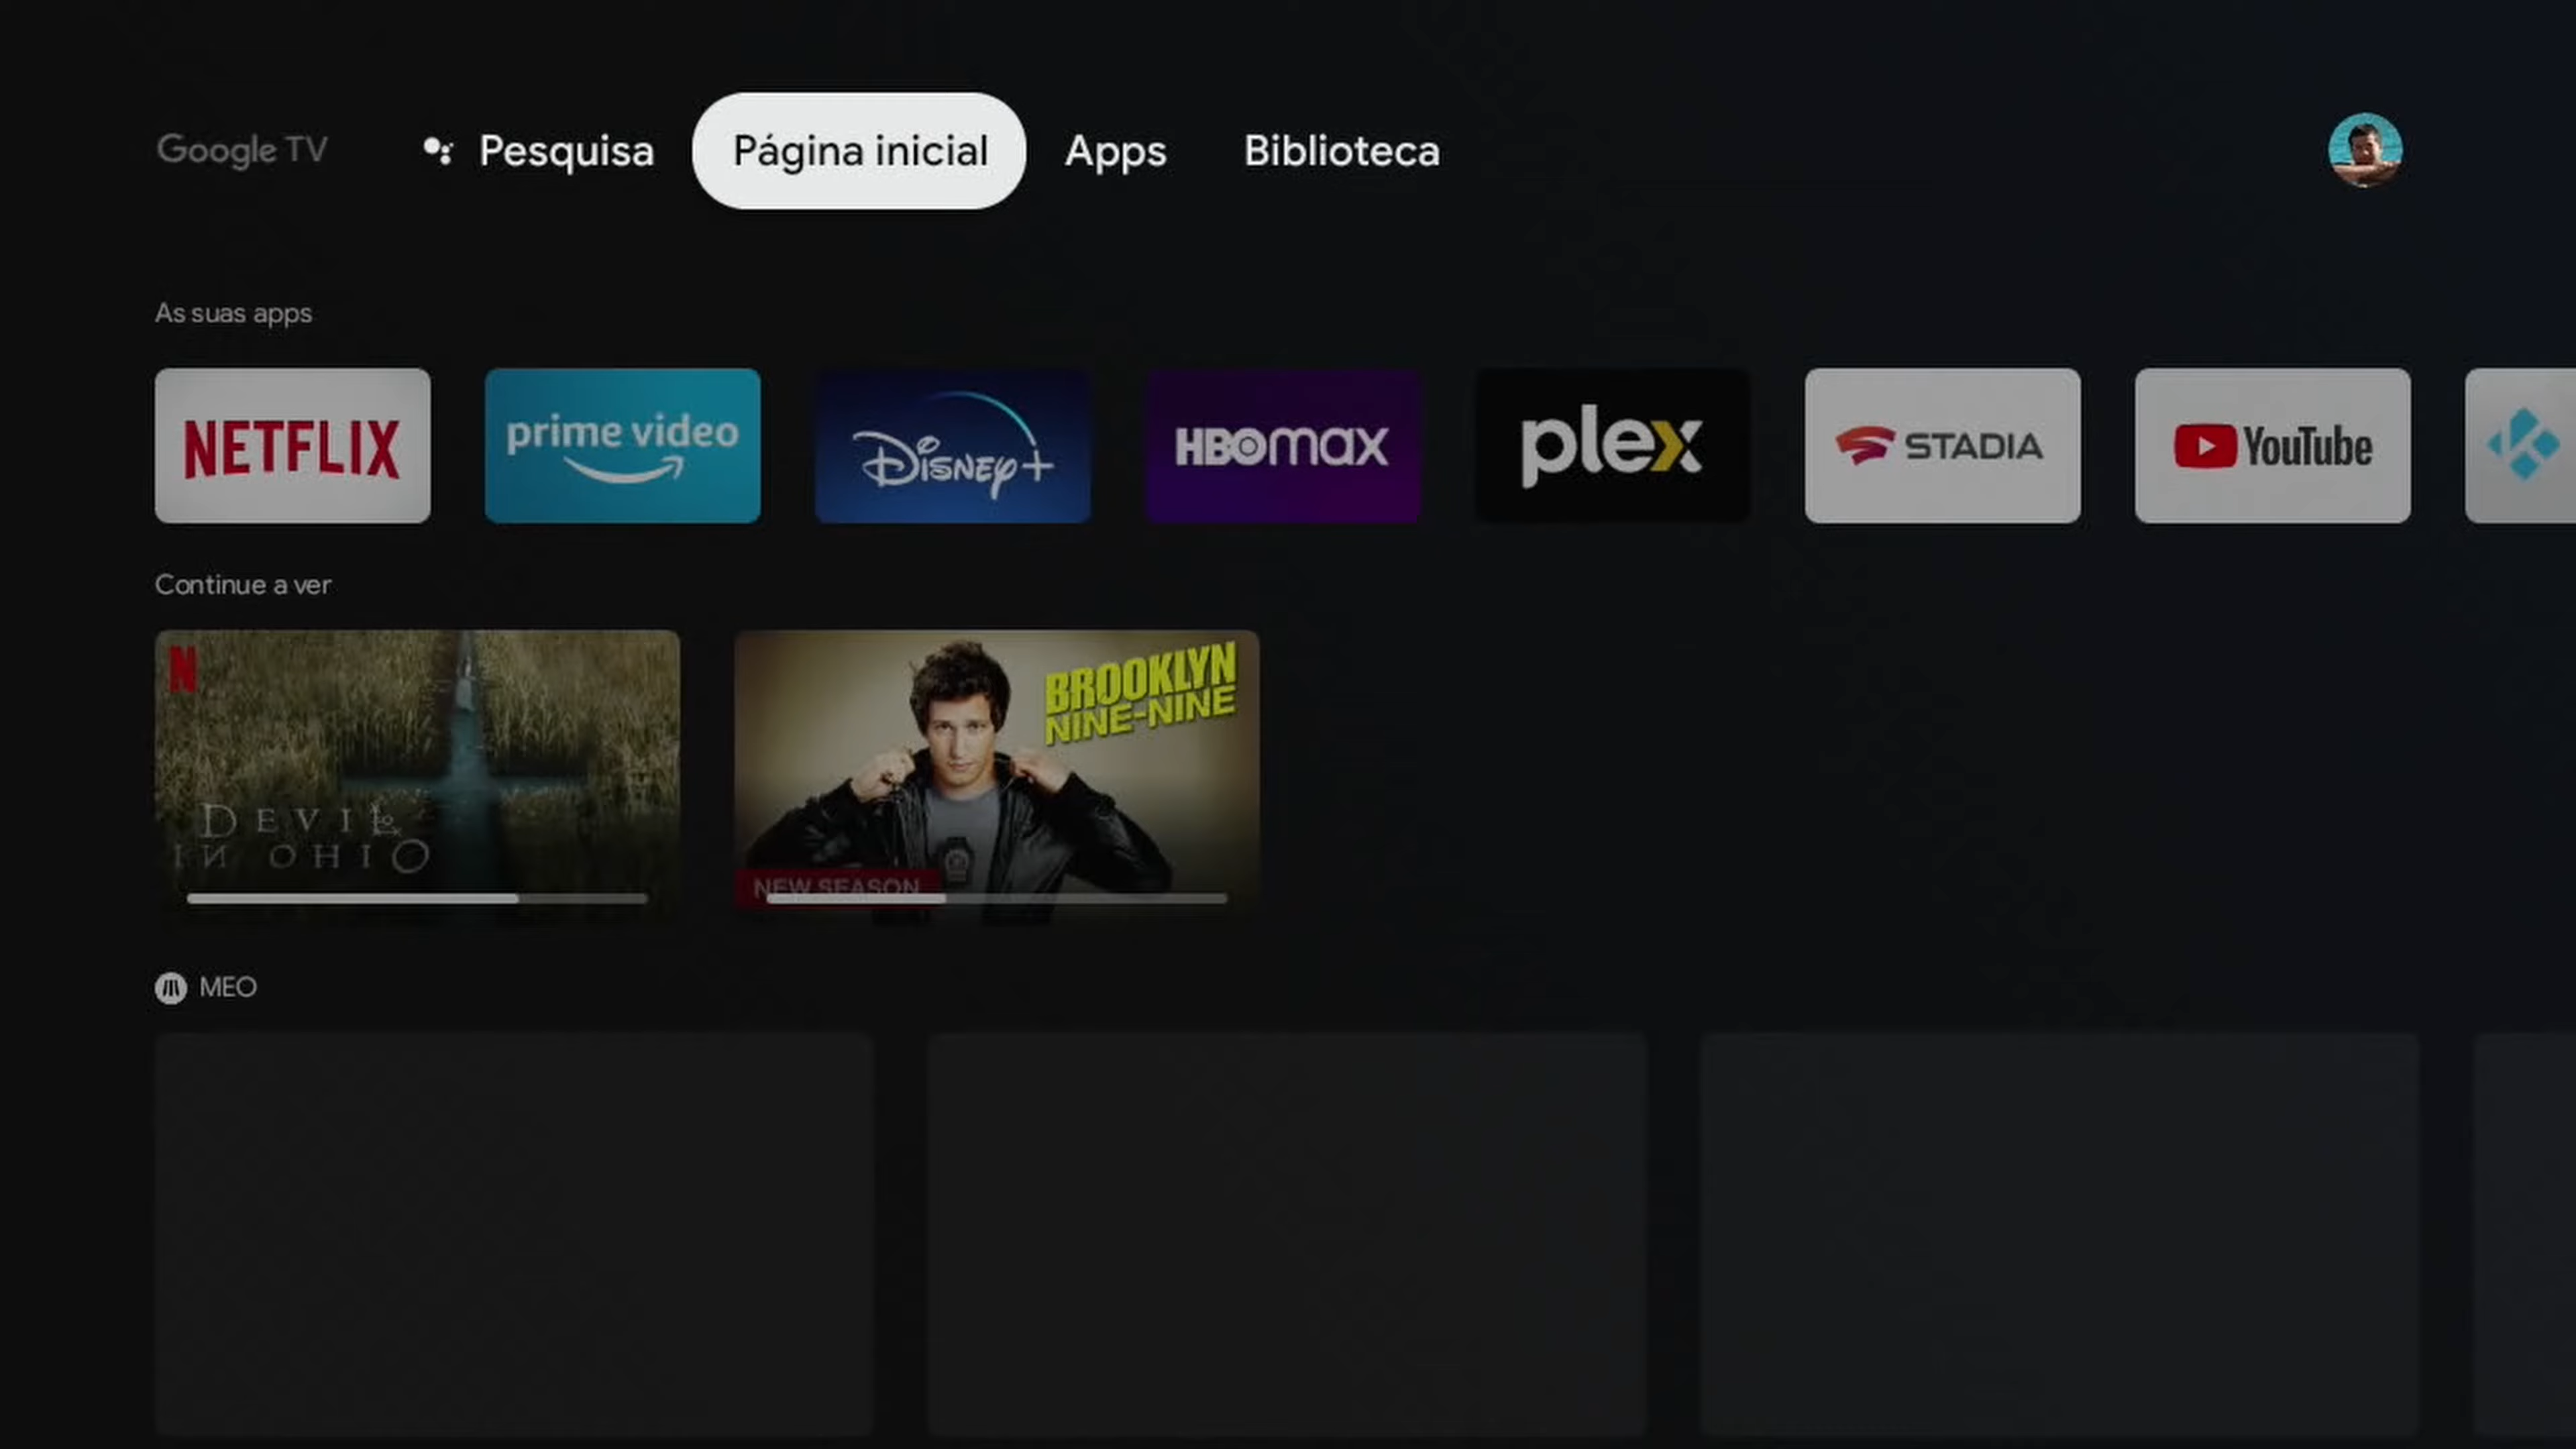 Google TV
Pesquisa
Página inicial
Apps
Biblioteca
As suas apps
NETFLIX
prime video
Disney+
HBOmax
plex
STADIA
YouTube
Continue a ver
N
DEVIL
IN OHIO
BROOKLYN
NINE-NINE
NEW SEASON
MEO